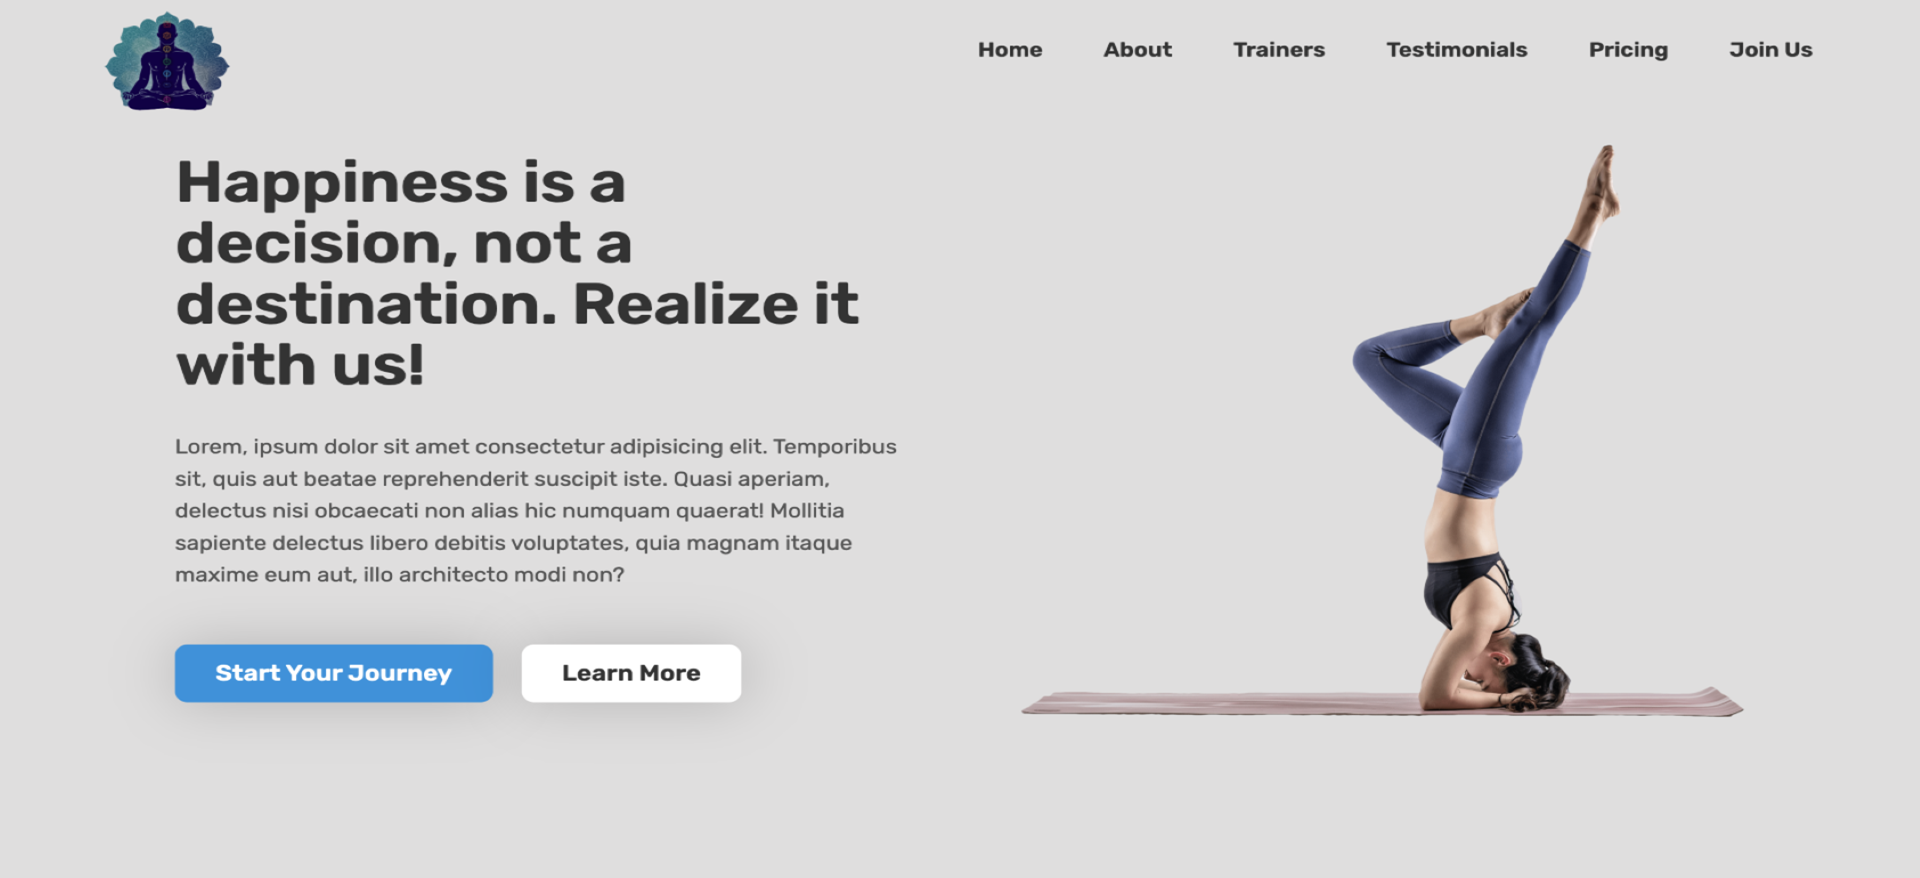 Home About Trainers Testimonials Pricing Join Us
Happiness is a
decision, not a
destination. Realize it
with us!
Lorem, ipsum dolor sit amet consectetur adipisicing elit. Temporibus
sit, quis aut beatae reprehenderit suscipit iste. Quasi aperiam,
delectus nisi obcaecati non alias hic numquam quaerat! Mollitia
sapiente delectus libero debitis voluptates, quia magnam itaque
maxime eum aut, illo architecto modi non?
Start Your Journey Learn More